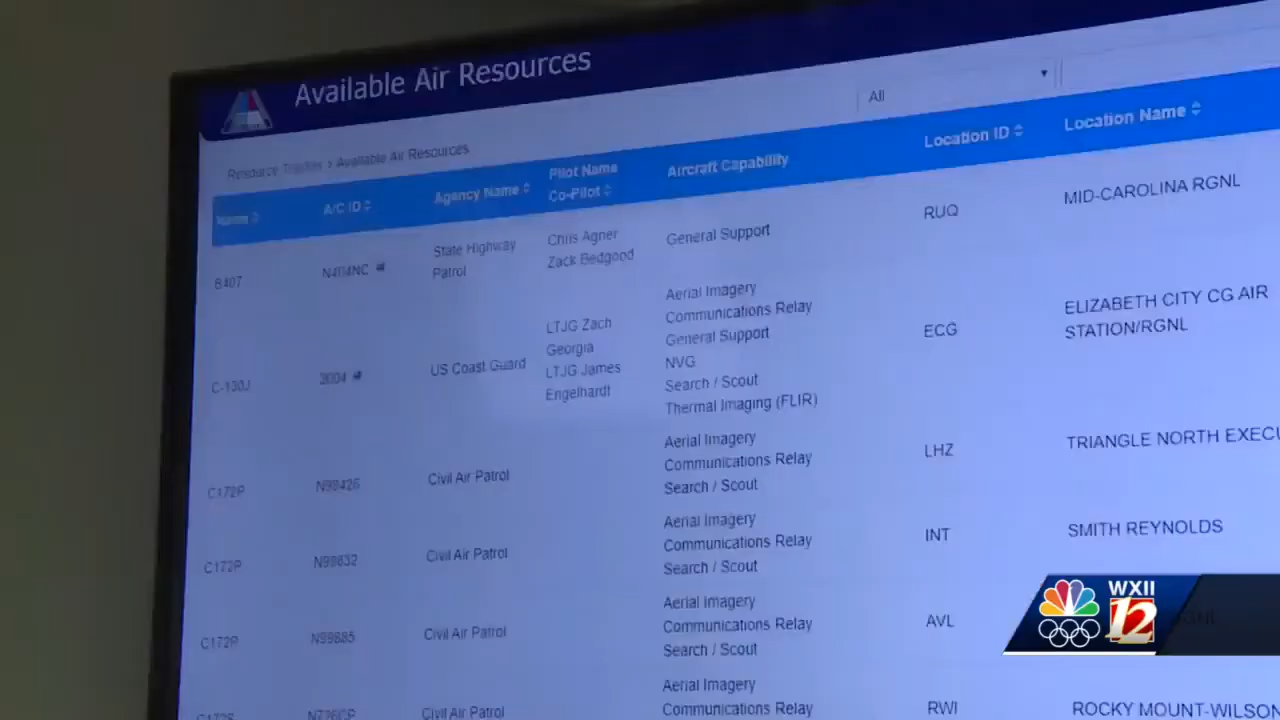 Available Air Resources
All
Resource Tracker > Available Air Resources
Name A/C ID Agency Name Pilot Name Co-Pilot Aircraft Capability Location ID Location Name
B407 N404NC State Highway Patrol Chris Agner Zack Bedgood General Support RUQ MID-CAROLINA RGNL
C-130J 2004 US Coast Guard LTJG Zach Georgia LTJG James Engelhardt Aerial Imagery Communications Relay General Support NVG Search / Scout Thermal Imaging (FLIR) ECG ELIZABETH CITY CG AIR STATION/RGNL
C172P N99426 Civil Air Patrol Aerial Imagery Communications Relay Search / Scout LHZ TRIANGLE NORTH EXECU
C172P N99832 Civil Air Patrol Aerial Imagery Communications Relay Search / Scout INT SMITH REYNOLDS
C172P N99885 Civil Air Patrol Aerial Imagery Communications Relay Search / Scout AVL
C172S Civil Air Patrol Aerial Imagery Communications Relay RWI ROCKY MOUNT-WILSON
WXII
12